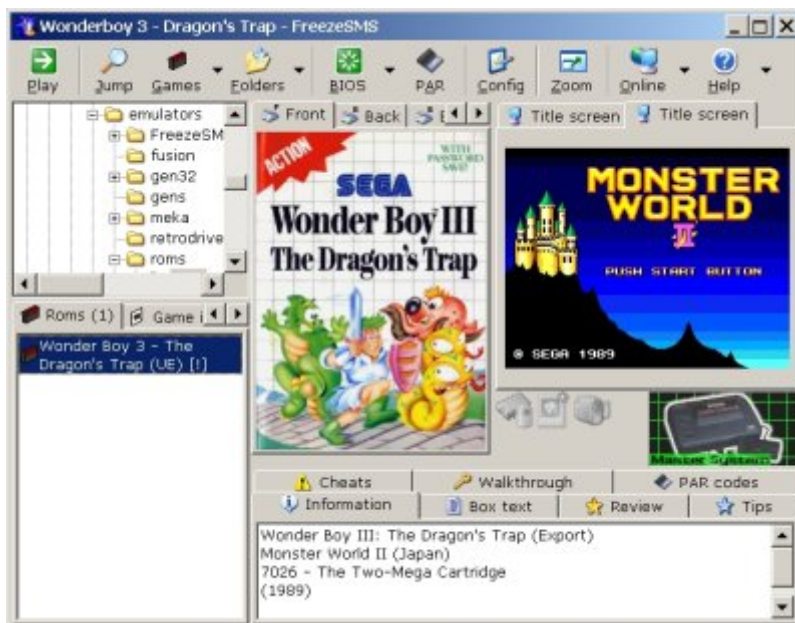 Wonderboy 3 - Dragon's Trap - FreezeSMS
Play Jump Games Folders BIOS PAR Config Zoom Online Help
emulators
FreezeSM
fusion
gen32
gens
meka
retrodrive
roms
Roms (1) Game i
Wonder Boy 3 - The
Dragon's Trap (UE) [!]
Front Back
ACTION
WITH
PASSWORD
SAVE!
SEGA
Wonder Boy III
The Dragon's Trap
Title screen Title screen
MONSTER
WORLD
II
PUSH START BUTTON
© SEGA 1989
Master System
Cheats Walkthrough PAR codes
Information Box text Review Tips
Wonder Boy III: The Dragon's Trap (Export)
Monster World II (Japan)
7026 - The Two-Mega Cartridge
(1989)